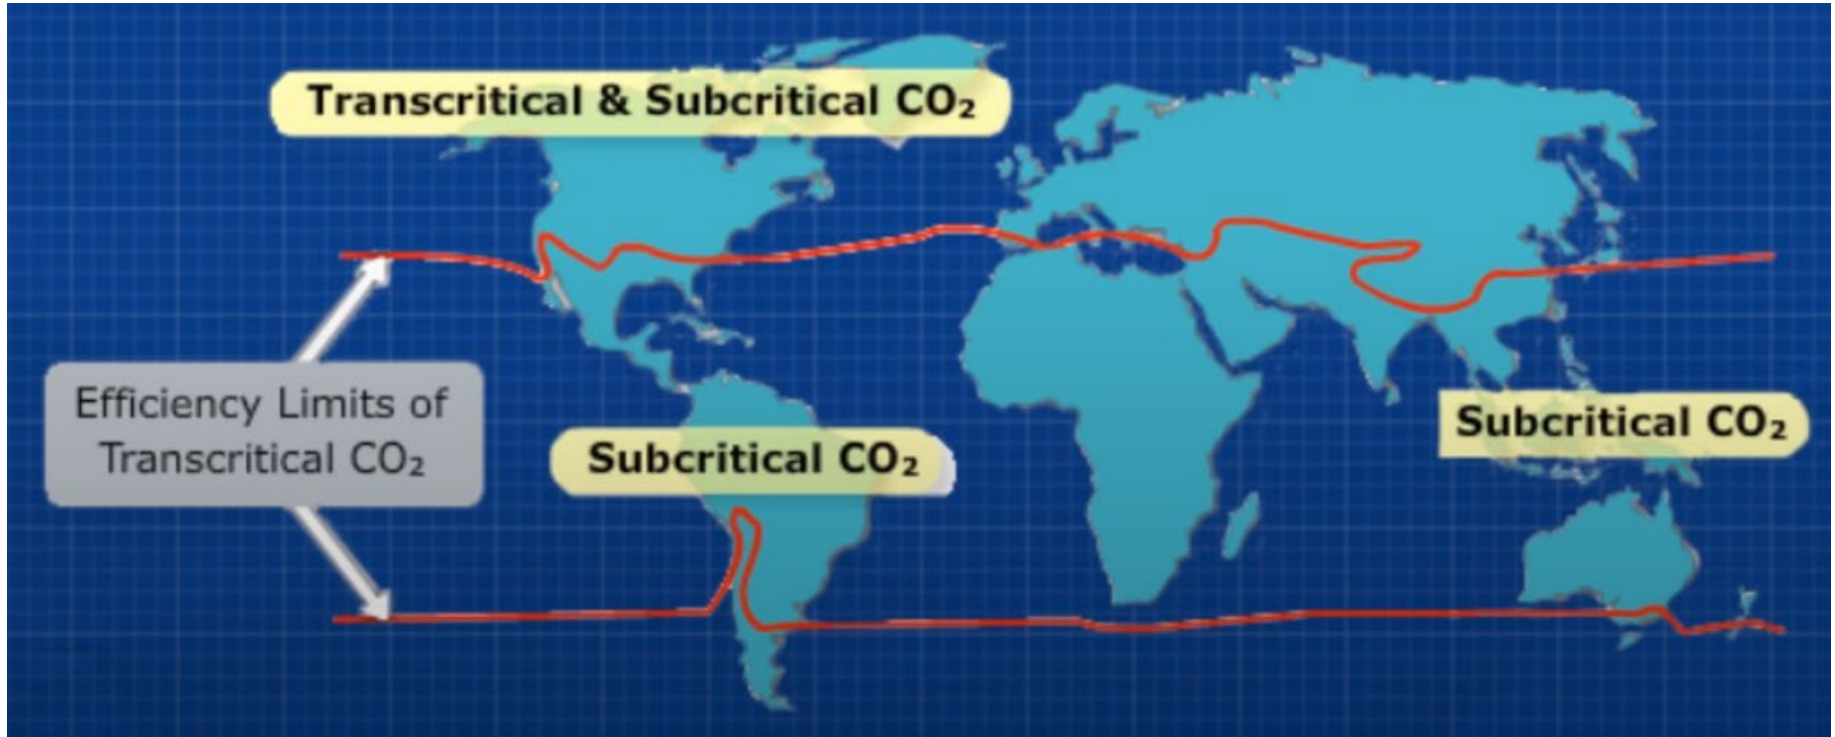 Transcritical & Subcritical CO₂
Efficiency Limits of
Transcritical CO₂
Subcritical CO₂
Subcritical CO₂